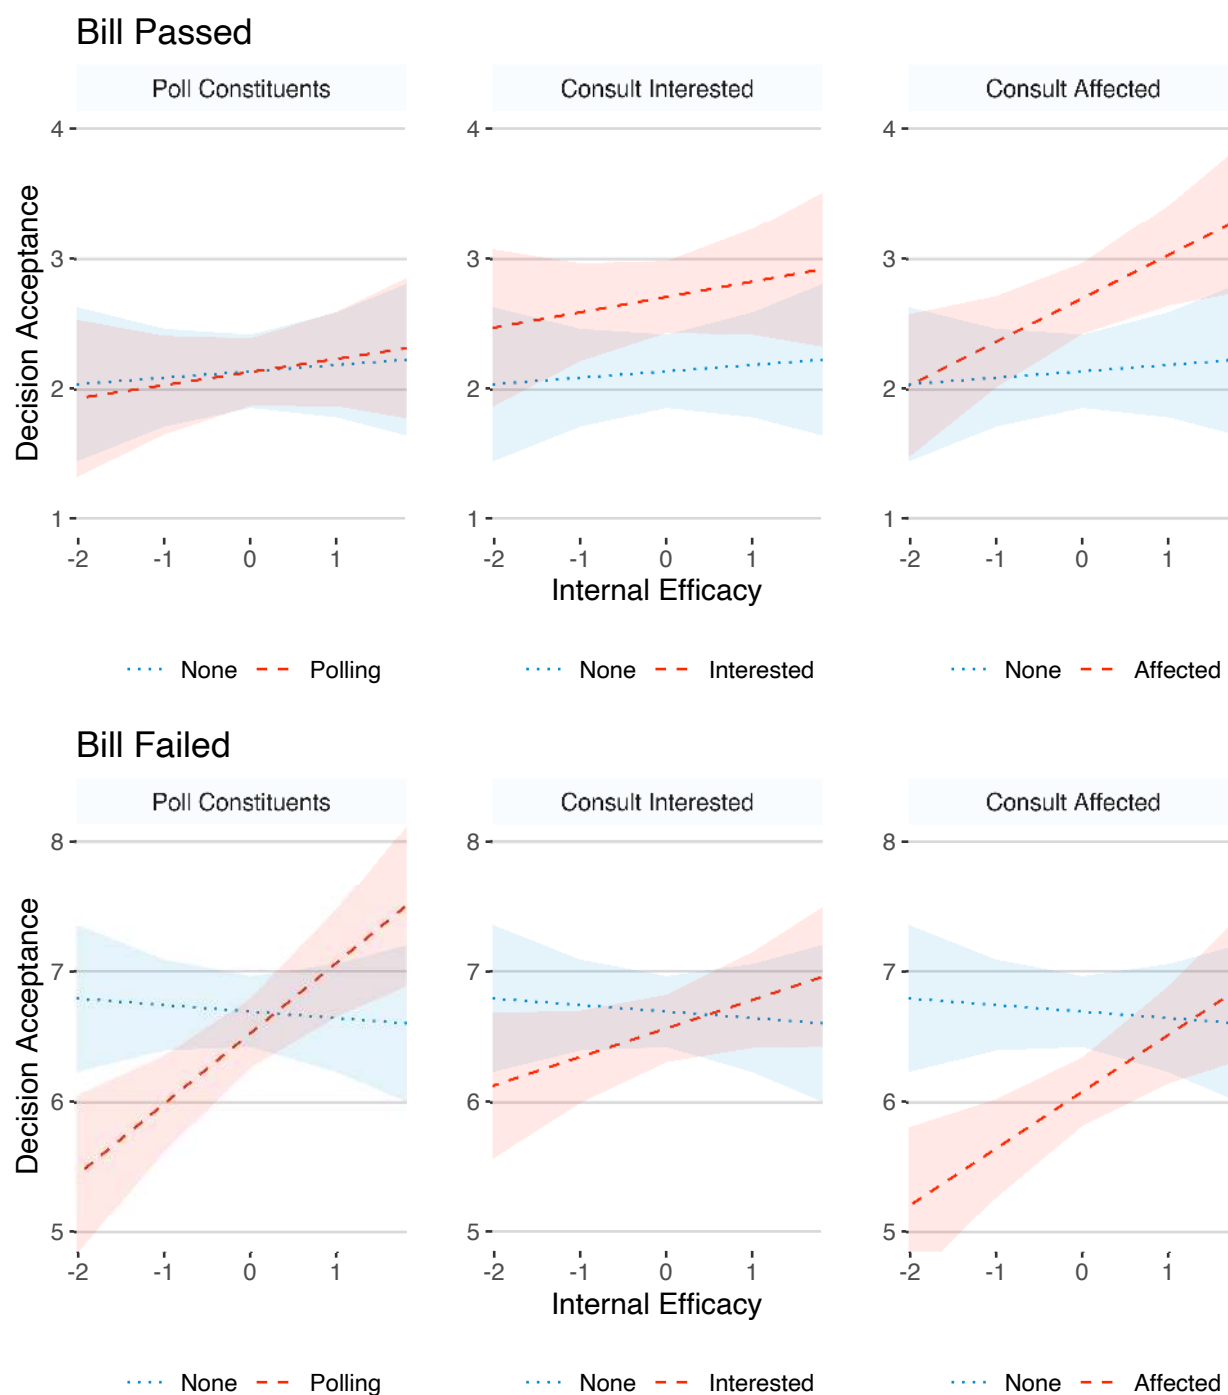 Bill Passed
Poll Constituents Consult Interested Consult Affected
Decision Acceptance
4 4 4
3 3 3
2 2 2
1 1 1
-2 -1 0 1 -2 -1 0 1 -2 -1 0 1
Internal Efficacy
None Polling None Interested None Affected
Bill Failed
Poll Constituents Consult Interested Consult Affected
Decision Acceptance
8 8 8
7 7 7
6 6 6
5 5 5
-2 -1 0 1 -2 -1 0 1 -2 -1 0 1
Internal Efficacy
None Polling None Interested None Affected